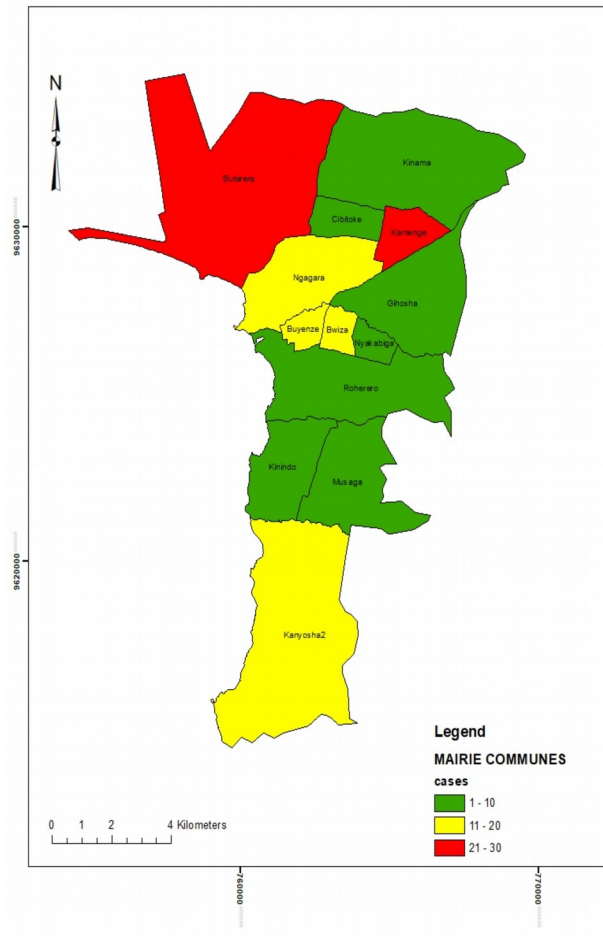 N
Buterere
Kinama
Cibitoke
Kamenge
9630000
Ngagara
Gihosha
Buyenze
Bwiza
Nyakabiga
Roherero
Kinindo
Musaga
9620000
Kanyosha2
Legend
MAIRIE COMMUNES
cases
1 - 10
11 - 20
21 - 30
0 1 2 4 Kilometers
760000
770000